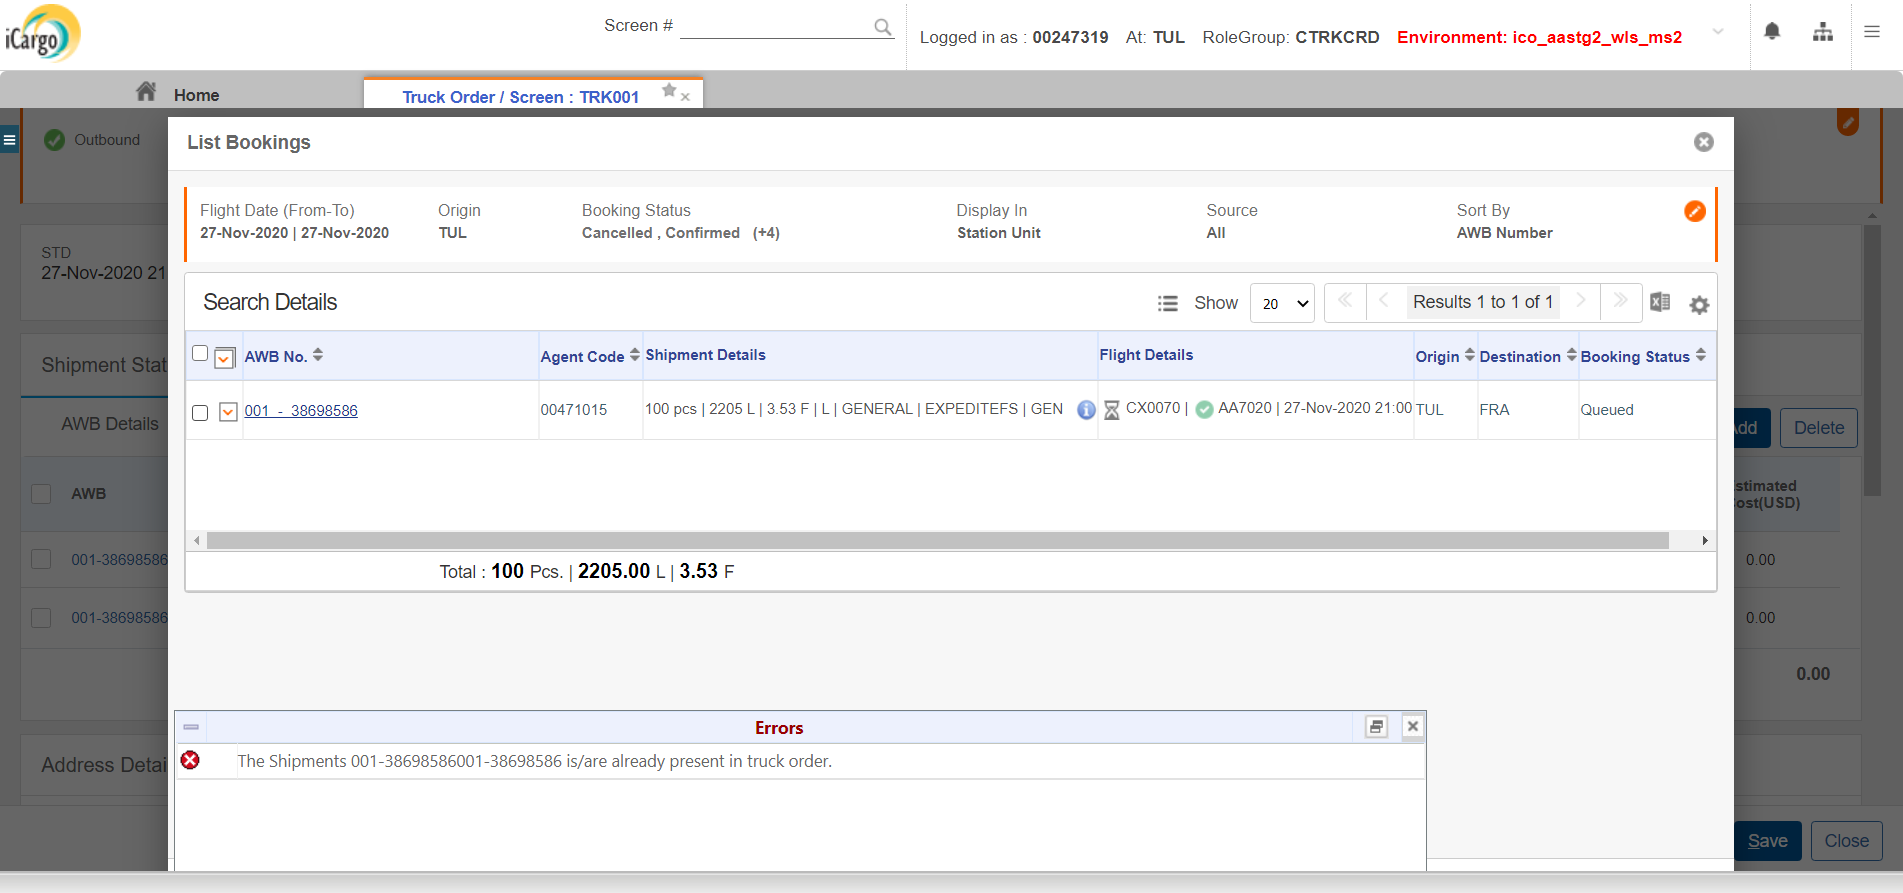 iCargo
Screen #
Logged in as : 00247319 At: TUL RoleGroup: CTRKCRD Environment: ico_aastg2_wls_ms2
Home
Truck Order / Screen : TRK001
Outbound
List Bookings
Flight Date (From-To) Origin Booking Status Display In Source Sort By
27-Nov-2020 | 27-Nov-2020 TUL Cancelled , Confirmed (+4) Station Unit All AWB Number
STD
27-Nov-2020 21
Search Details Show 20 Results 1 to 1 of 1
Shipment Stat
AWB No. Agent Code Shipment Details Flight Details Origin Destination Booking Status
001 - 38698586 00471015 100 pcs | 2205 L | 3.53 F | L | GENERAL | EXPEDITEFS | GEN CX0070 | AA7020 | 27-Nov-2020 21:00 TUL FRA Queued
AWB Details
dd Delete
AWB
stimated
ost(USD)
001-38698586 0.00
Total : 100 Pcs. | 2205.00 L | 3.53 F
001-38698586 0.00
0.00
Errors
The Shipments 001-38698586001-38698586 is/are already present in truck order.
Address Detai
Save Close